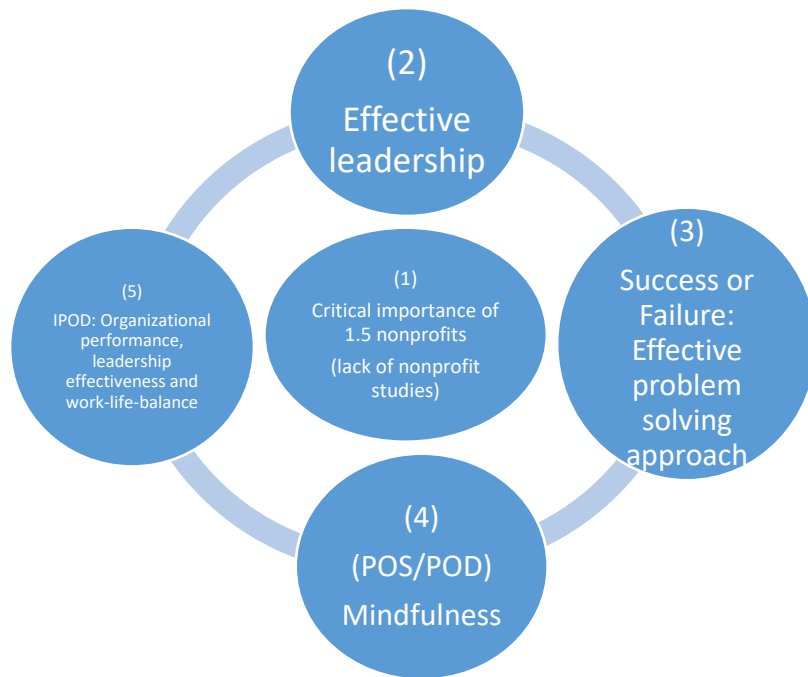 (2)
Effective
leadership
(3)
Success or
Failure:
Effective
problem
solving
approach
(1)
Critical importance of
1.5 nonprofits
(lack of nonprofit
studies)
(5)
IPOD: Organizational
performance,
leadership
effectiveness and
work-life-balance
(4)
(POS/POD)
Mindfulness